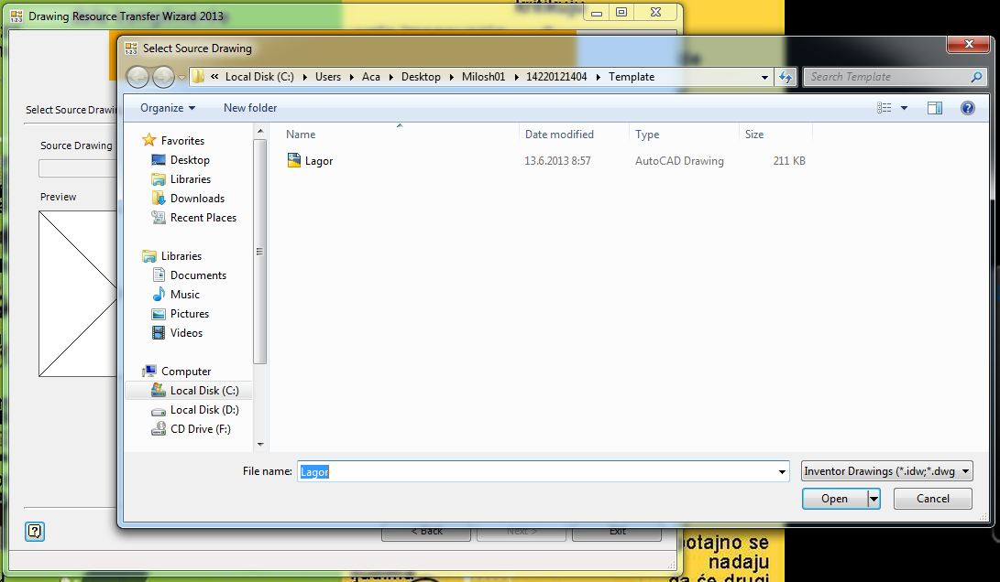 Drawing Resource Transfer Wizard 2013
Select Source Drawing
« Local Disk (C:) Users Aca Desktop Milosh01 14220121404 Template
Search Template
Organize New folder
Select Source Drawin
Source Drawing
Preview
Favorites
Desktop
Libraries
Downloads
Recent Places
Libraries
Documents
Music
Pictures
Videos
Computer
Local Disk (C:)
Local Disk (D:)
CD Drive (F:)
Name Date modified Type Size
Lagor 13.6.2013 8:57 AutoCAD Drawing 211 KB
File name: Lagor Inventor Drawings (*.idw;*.dwg
Open Cancel
< Back Next > Exit
otajno se
nadaju
da će drugi